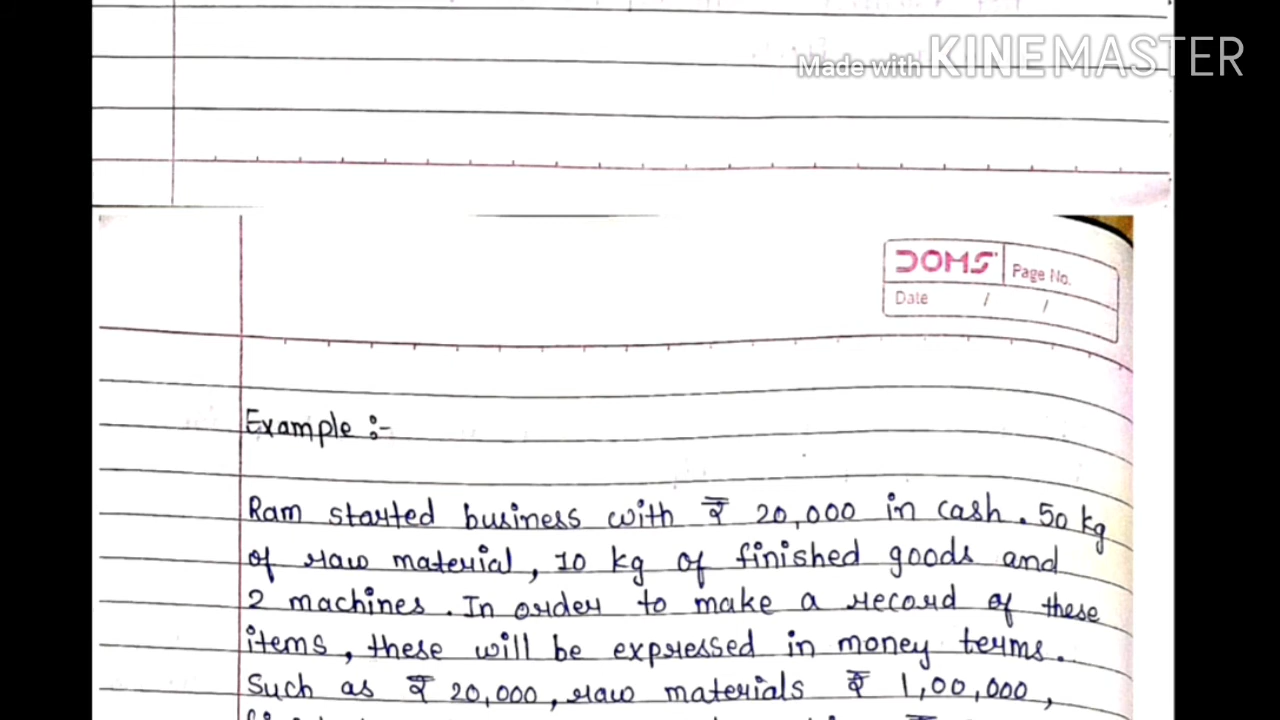 Made with KINEMASTER
DOMS
Page No.
Date / /
Example :-
Ram started business with ₹ 20,000 in cash. 50 kg
of raw material, 10 kg of finished goods and
2 machines. In order to make a record of these
items, these will be expressed in money terms.
Such as ₹ 20,000, raw materials ₹ 1,00,000,